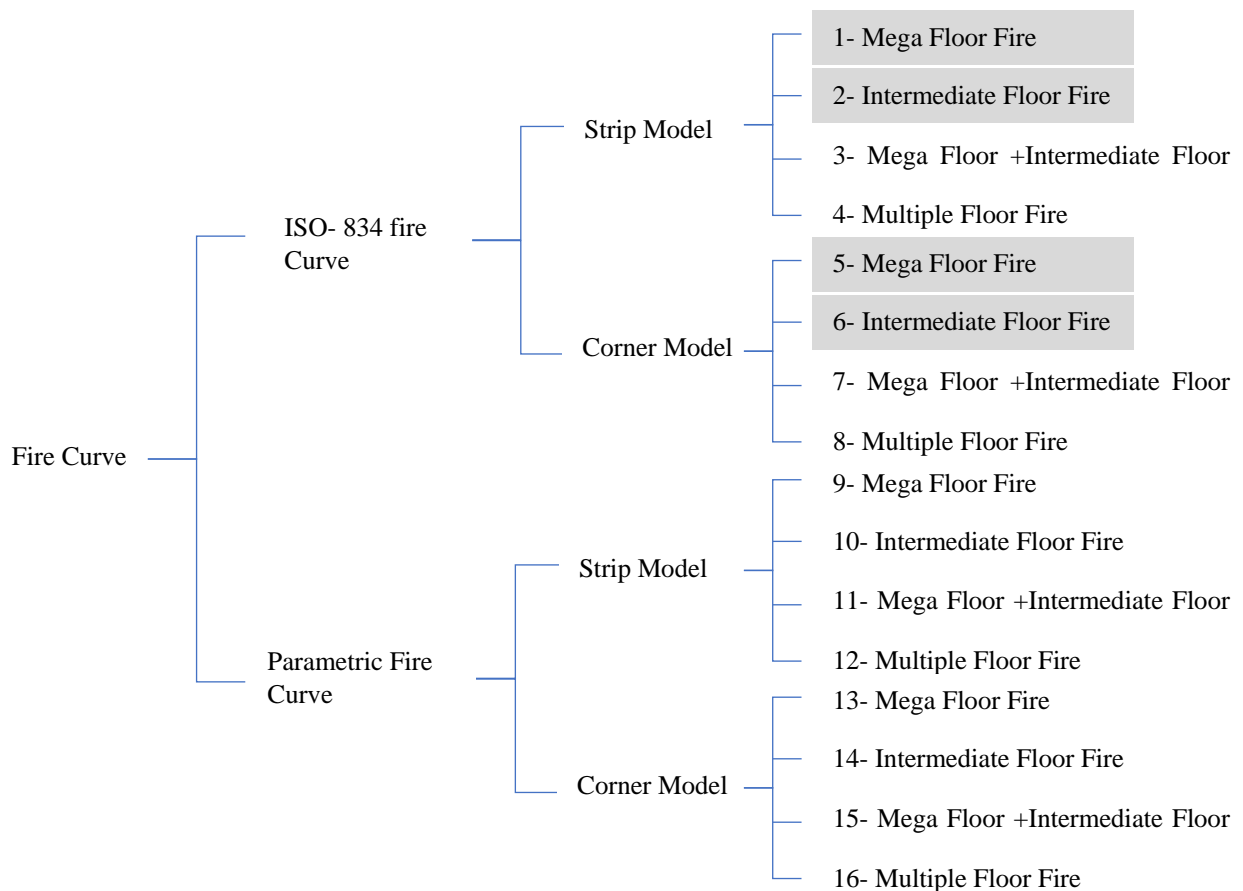 1- Mega Floor Fire
2- Intermediate Floor Fire
Strip Model
3- Mega Floor +Intermediate Floor
4- Multiple Floor Fire
ISO- 834 fire
Curve
5- Mega Floor Fire
6- Intermediate Floor Fire
Corner Model
7- Mega Floor +Intermediate Floor
8- Multiple Floor Fire
Fire Curve
9- Mega Floor Fire
10- Intermediate Floor Fire
Strip Model
11- Mega Floor +Intermediate Floor
12- Multiple Floor Fire
Parametric Fire
Curve
13- Mega Floor Fire
14- Intermediate Floor Fire
Corner Model
15- Mega Floor +Intermediate Floor
16- Multiple Floor Fire